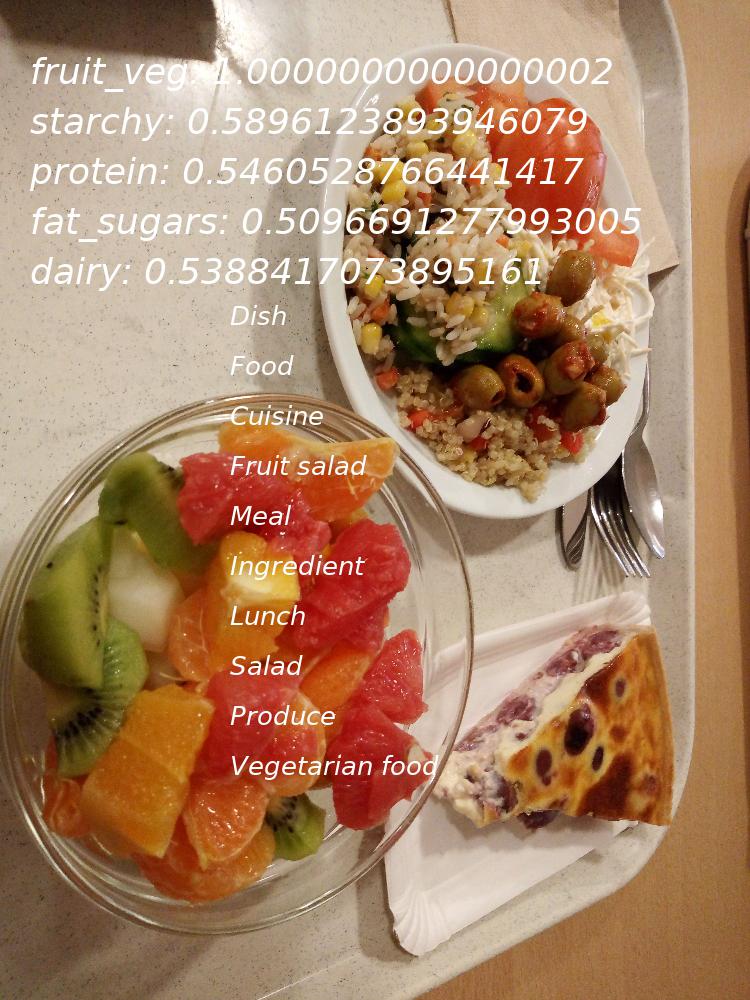 fruit_veg: 1.0000000000000002
starchy: 0.5896123893946079
protein: 0.5460528766441417
fat_sugars: 0.5096691277993005
dairy: 0.5388417073895161
Dish
Food
Cuisine
Fruit salad
Meal
Ingredient
Lunch
Salad
Produce
Vegetarian food